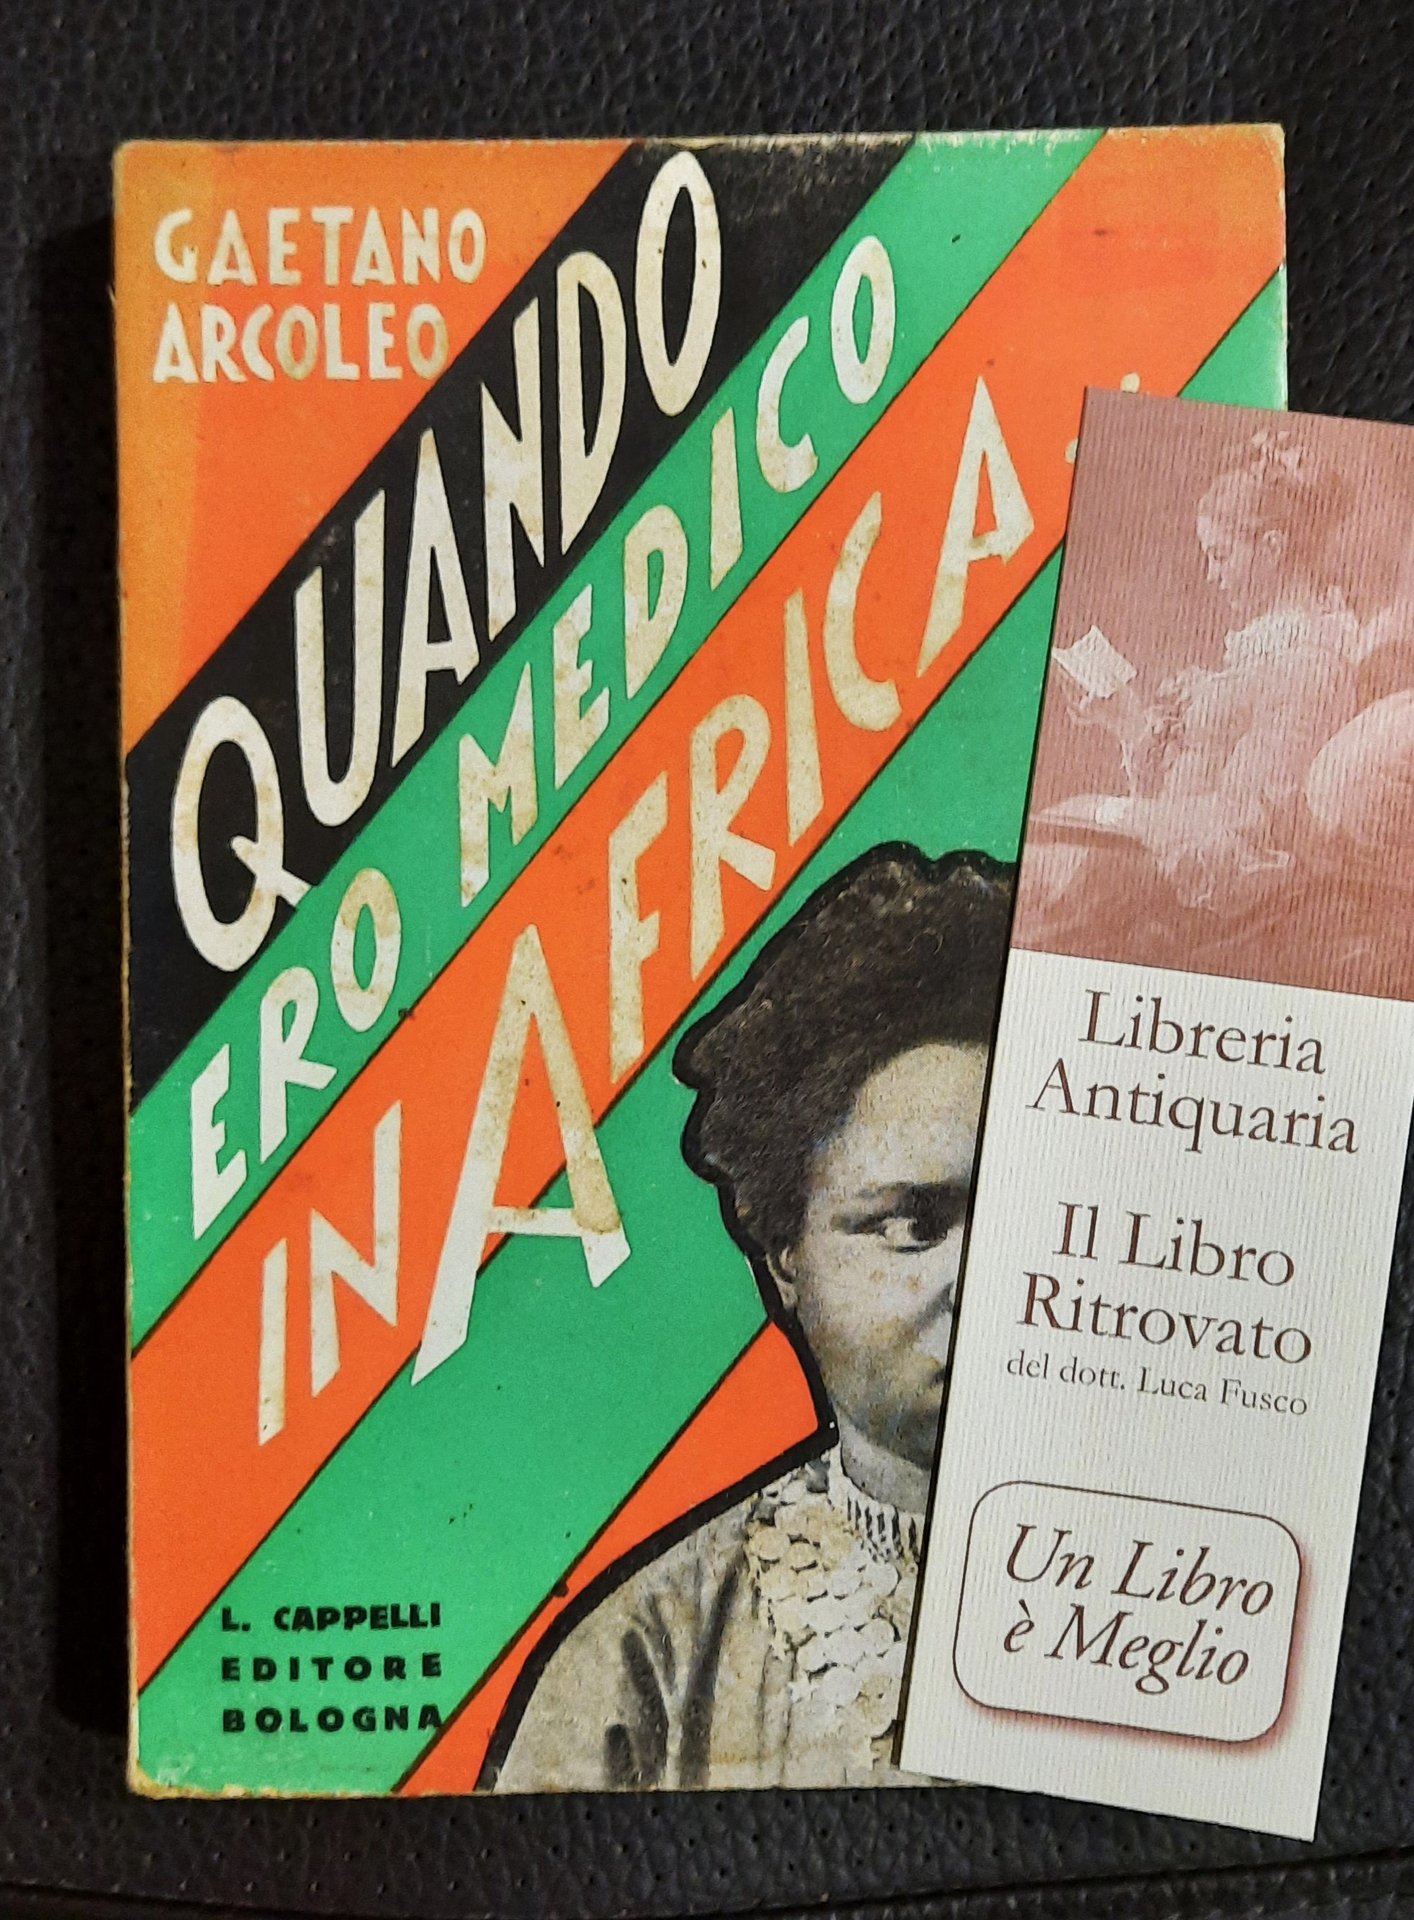 GAETANO
ARCOLEO
QUANDO
ERO MEDICO
IN AFRICA...
L. CAPPELLI
EDITORE
BOLOGNA
Libreria
Antiquaria
Il Libro
Ritrovato
del dott. Luca Fusco
Un Libro
è Meglio